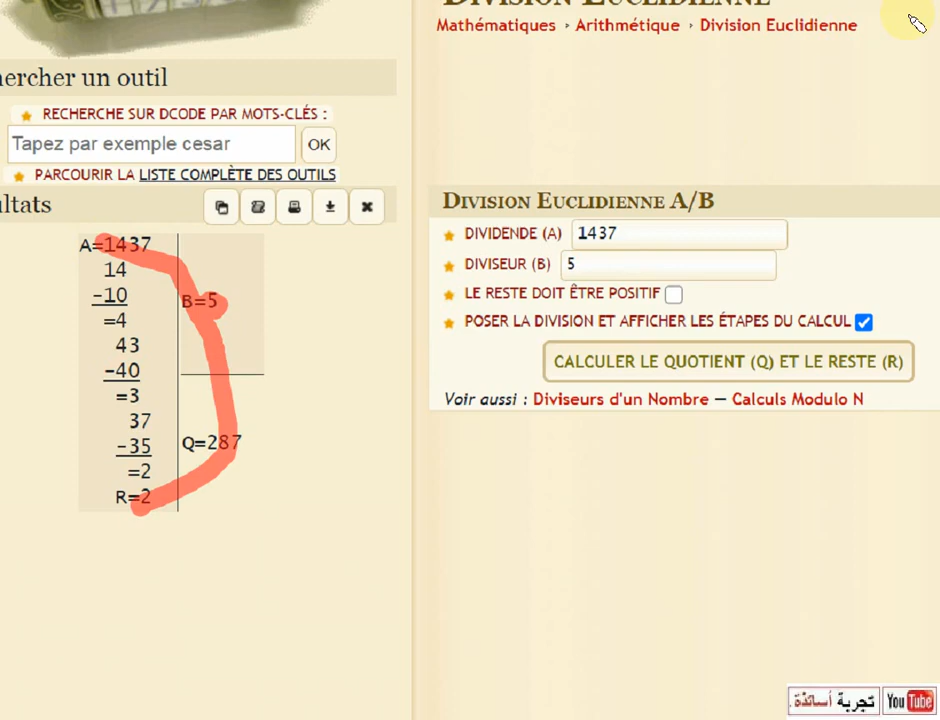 DIVISION EUCLIDIENNE
Mathématiques › Arithmétique › Division Euclidienne
hercher un outil
RECHERCHE SUR DCODE PAR MOTS-CLÉS :
Tapez par exemple cesar
OK
PARCOURIR LA LISTE COMPLÈTE DES OUTILS
ltats
A=1437
14
-10
=4
43
-40
=3
37
-35
=2
R=2
B=5
Q=287
DIVISION EUCLIDIENNE A/B
DIVIDENDE (A) 1437
DIVISEUR (B) 5
LE RESTE DOIT ÊTRE POSITIF
POSER LA DIVISION ET AFFICHER LES ÉTAPES DU CALCUL
CALCULER LE QUOTIENT (Q) ET LE RESTE (R)
Voir aussi : Diviseurs d'un Nombre — Calculs Modulo N
تجربة أساتذة.
YouTube